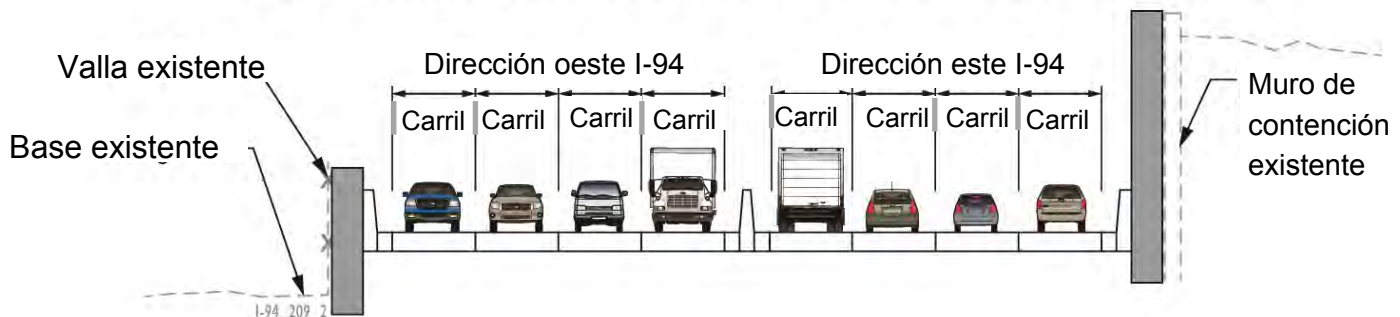 Valla existente
Base existente
Dirección oeste I-94
Carril Carril Carril Carril
Dirección este I-94
Carril Carril Carril Carril
Muro de
contención
existente
I-94 209 2